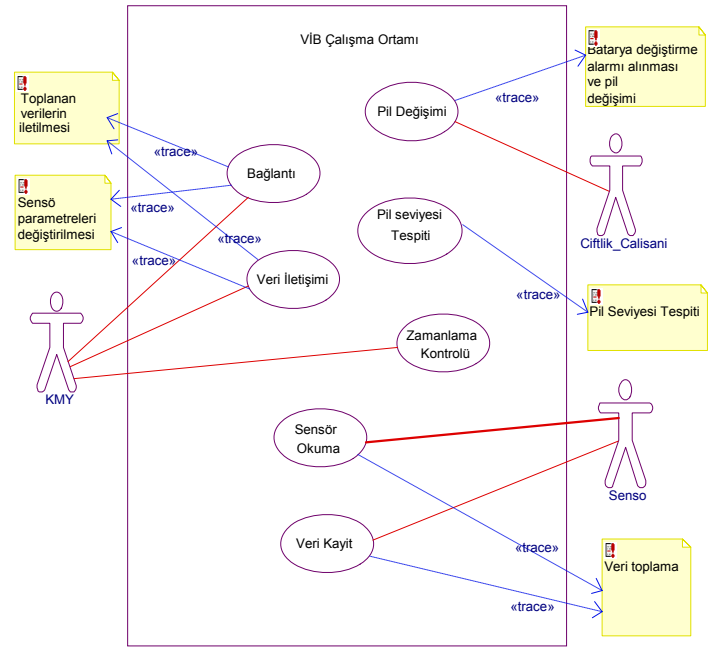 VİB Çalışma Ortamı
Toplanan
verilerin
iletilmesi
Sensö
parametreleri
değiştirilmesi
Batarya değiştirme
alarmı alınması
ve pil
değişimi
Pil Değişimi
«trace»
«trace»
Bağlantı
«trace»
Pil seviyesi
Tespiti
Ciftlik_Calisani
«trace»
«trace»
Veri İletişimi
«trace»
Pil Seviyesi Tespiti
Zamanlama
Kontrolü
KMY
Sensör
Okuma
Senso
Veri Kayit
«trace»
Veri toplama
«trace»